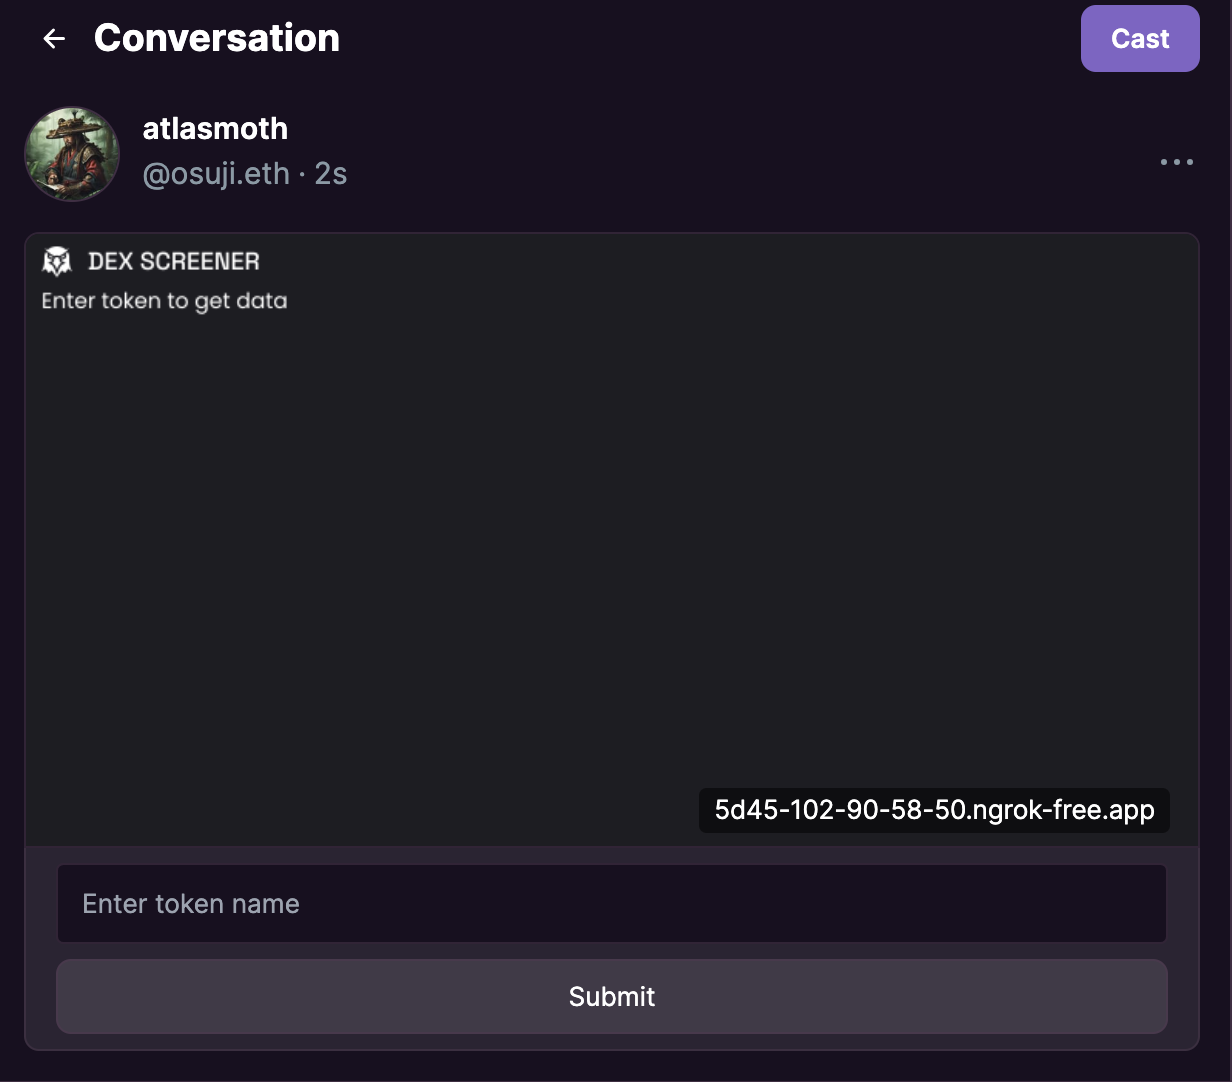 Conversation
Cast
atlasmoth
@osuji.eth · 2s
DEX SCREENER
Enter token to get data
5d45-102-90-58-50.ngrok-free.app
Enter token name
Submit